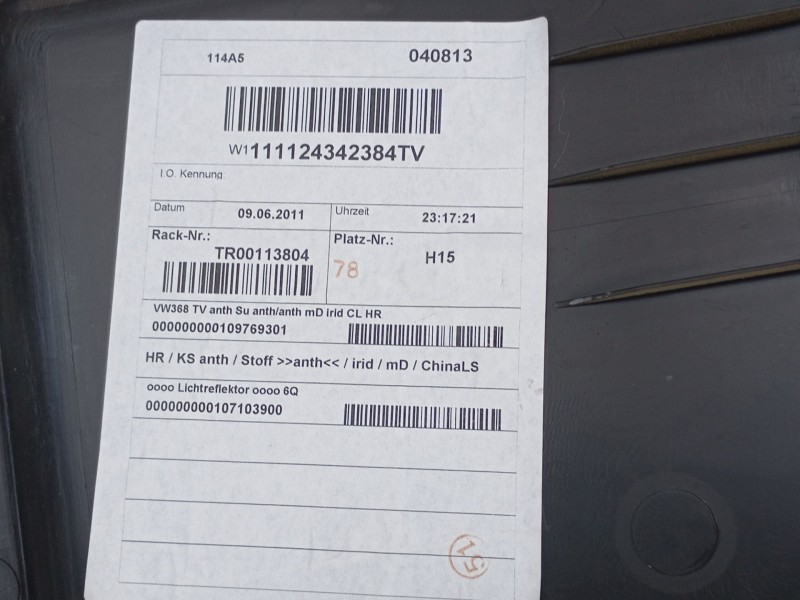 114A5 040813
W1111124342384TV
I.O. Kennung
Datum 09.06.2011 Uhrzeit 23:17:21
Rack-Nr.: TR00113804 Platz-Nr.: H15
78
VW368 TV anth Su anth/anth mD irid CL HR
000000000109769301
HR / KS anth / Stoff >>anth<< / irid / mD / ChinaLS
oooo Lichtreflektor oooo 6Q
000000000107103900
51